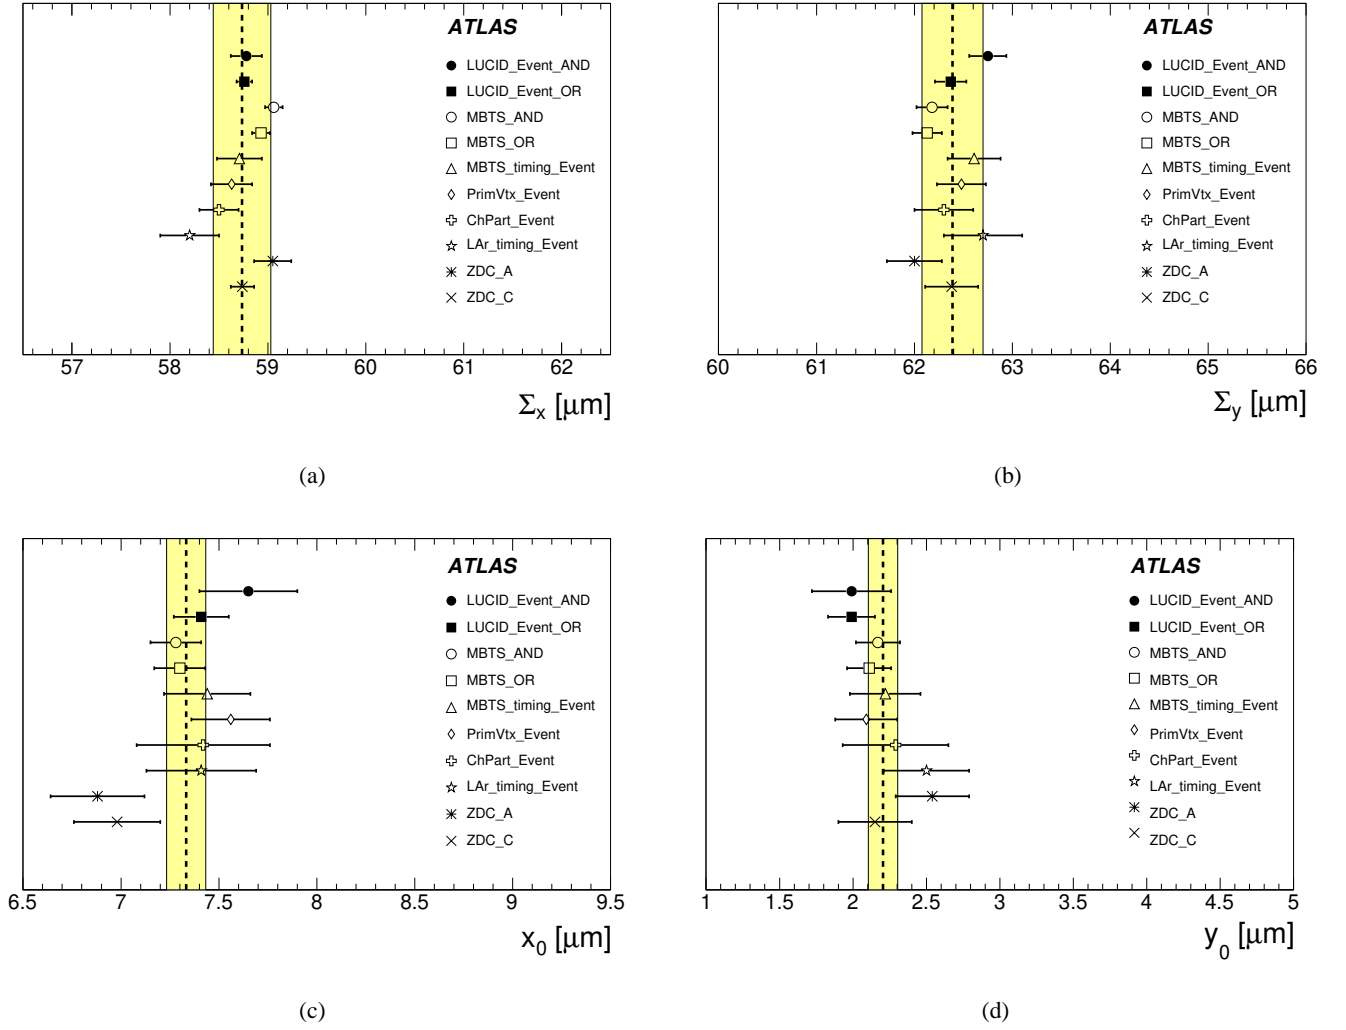 ATLAS
LUCID_Event_AND
LUCID_Event_OR
MBTS_AND
MBTS_OR
MBTS_timing_Event
PrimVtx_Event
ChPart_Event
LAr_timing_Event
ZDC_A
ZDC_C
57 58 59 60 61 62
Σx [μm]
(a)
ATLAS
LUCID_Event_AND
LUCID_Event_OR
MBTS_AND
MBTS_OR
MBTS_timing_Event
PrimVtx_Event
ChPart_Event
LAr_timing_Event
ZDC_A
ZDC_C
60 61 62 63 64 65 66
Σy [μm]
(b)
ATLAS
LUCID_Event_AND
LUCID_Event_OR
MBTS_AND
MBTS_OR
MBTS_timing_Event
PrimVtx_Event
ChPart_Event
LAr_timing_Event
ZDC_A
ZDC_C
6.5 7 7.5 8 8.5 9 9.5
x0 [μm]
(c)
ATLAS
LUCID_Event_AND
LUCID_Event_OR
MBTS_AND
MBTS_OR
MBTS_timing_Event
PrimVtx_Event
ChPart_Event
LAr_timing_Event
ZDC_A
ZDC_C
1 1.5 2 2.5 3 3.5 4 4.5 5
y0 [μm]
(d)